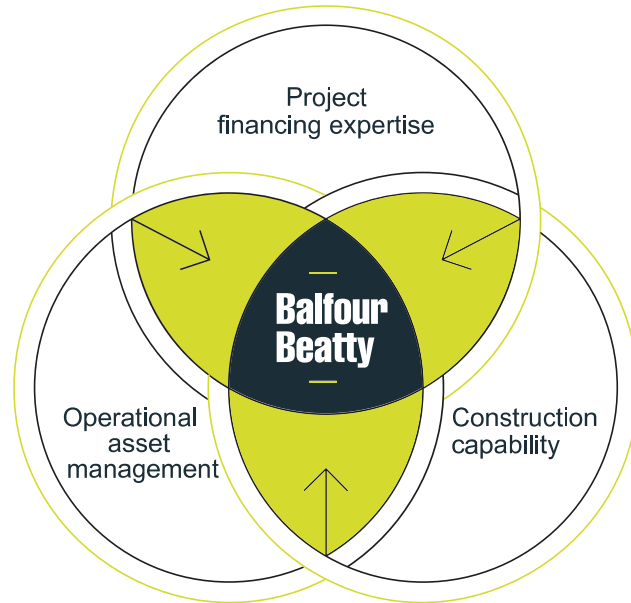 Project
financing expertise
Balfour
Beatty
Operational
asset
management
Construction
capability